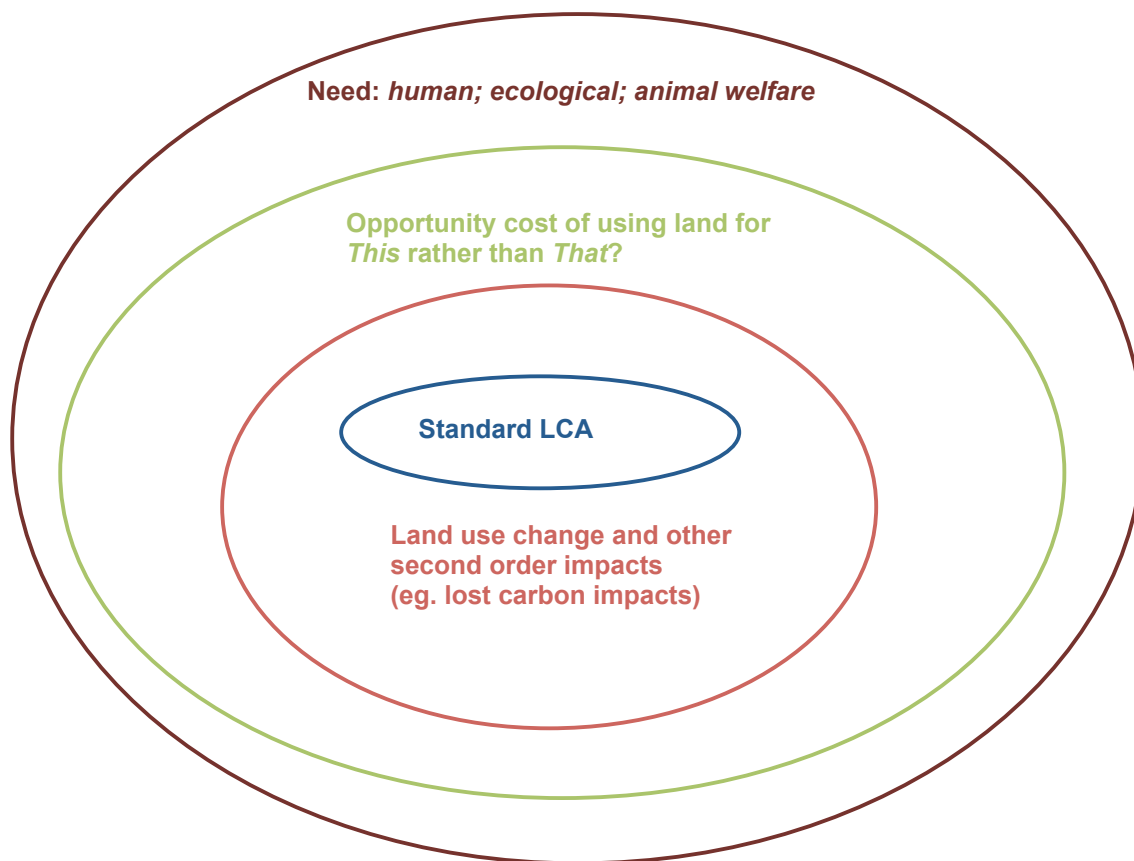 Need: human; ecological; animal welfare
Opportunity cost of using land for
This rather than That?
Standard LCA
Land use change and other
second order impacts
(eg. lost carbon impacts)